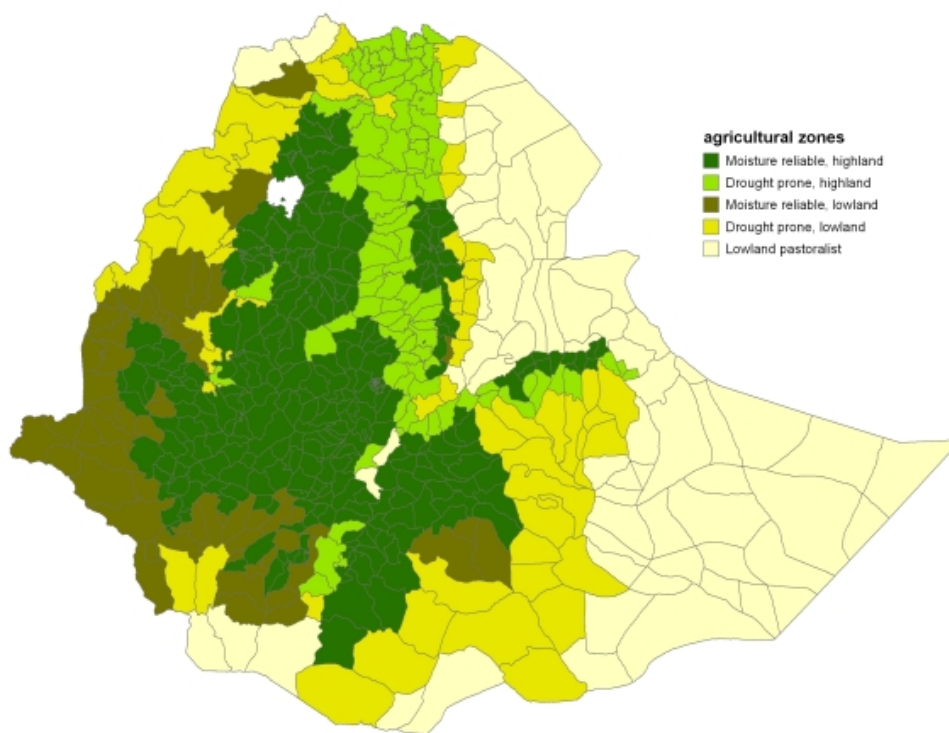 agricultural zones
Moisture reliable, highland
Drought prone, highland
Moisture reliable, lowland
Drought prone, lowland
Lowland pastoralist